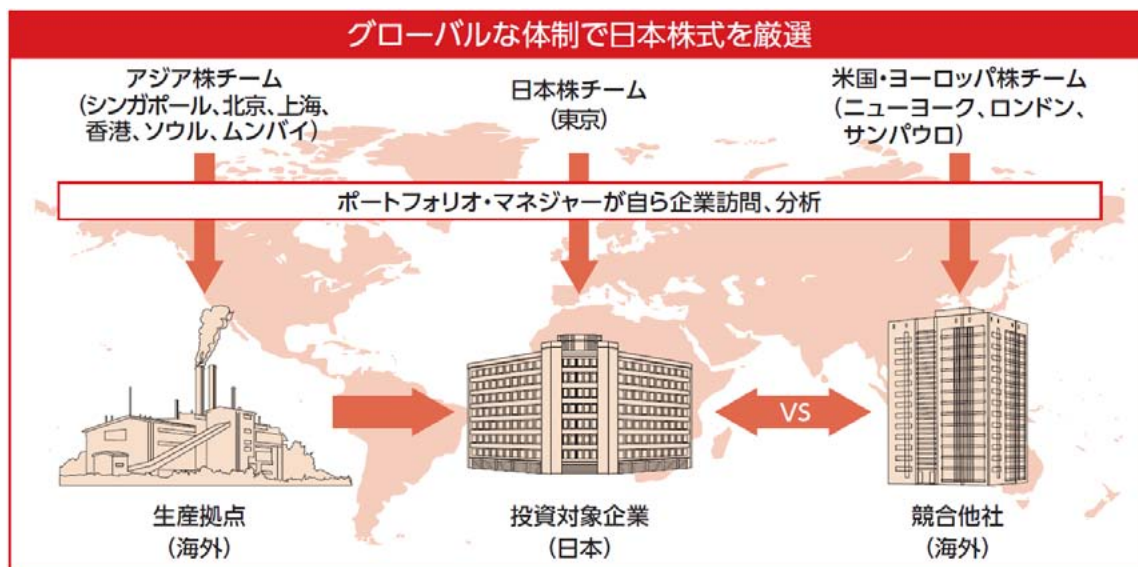 グローバルな体制で日本株式を厳選
アジア株チーム
(シンガポール、北京、上海、
香港、ソウル、ムンバイ)
日本株チーム
(東京)
米国・ヨーロッパ株チーム
(ニューヨーク、ロンドン、
サンパウロ)
ポートフォリオ・マネジャーが自ら企業訪問、分析
VS
生産拠点
(海外)
投資対象企業
(日本)
競合他社
(海外)